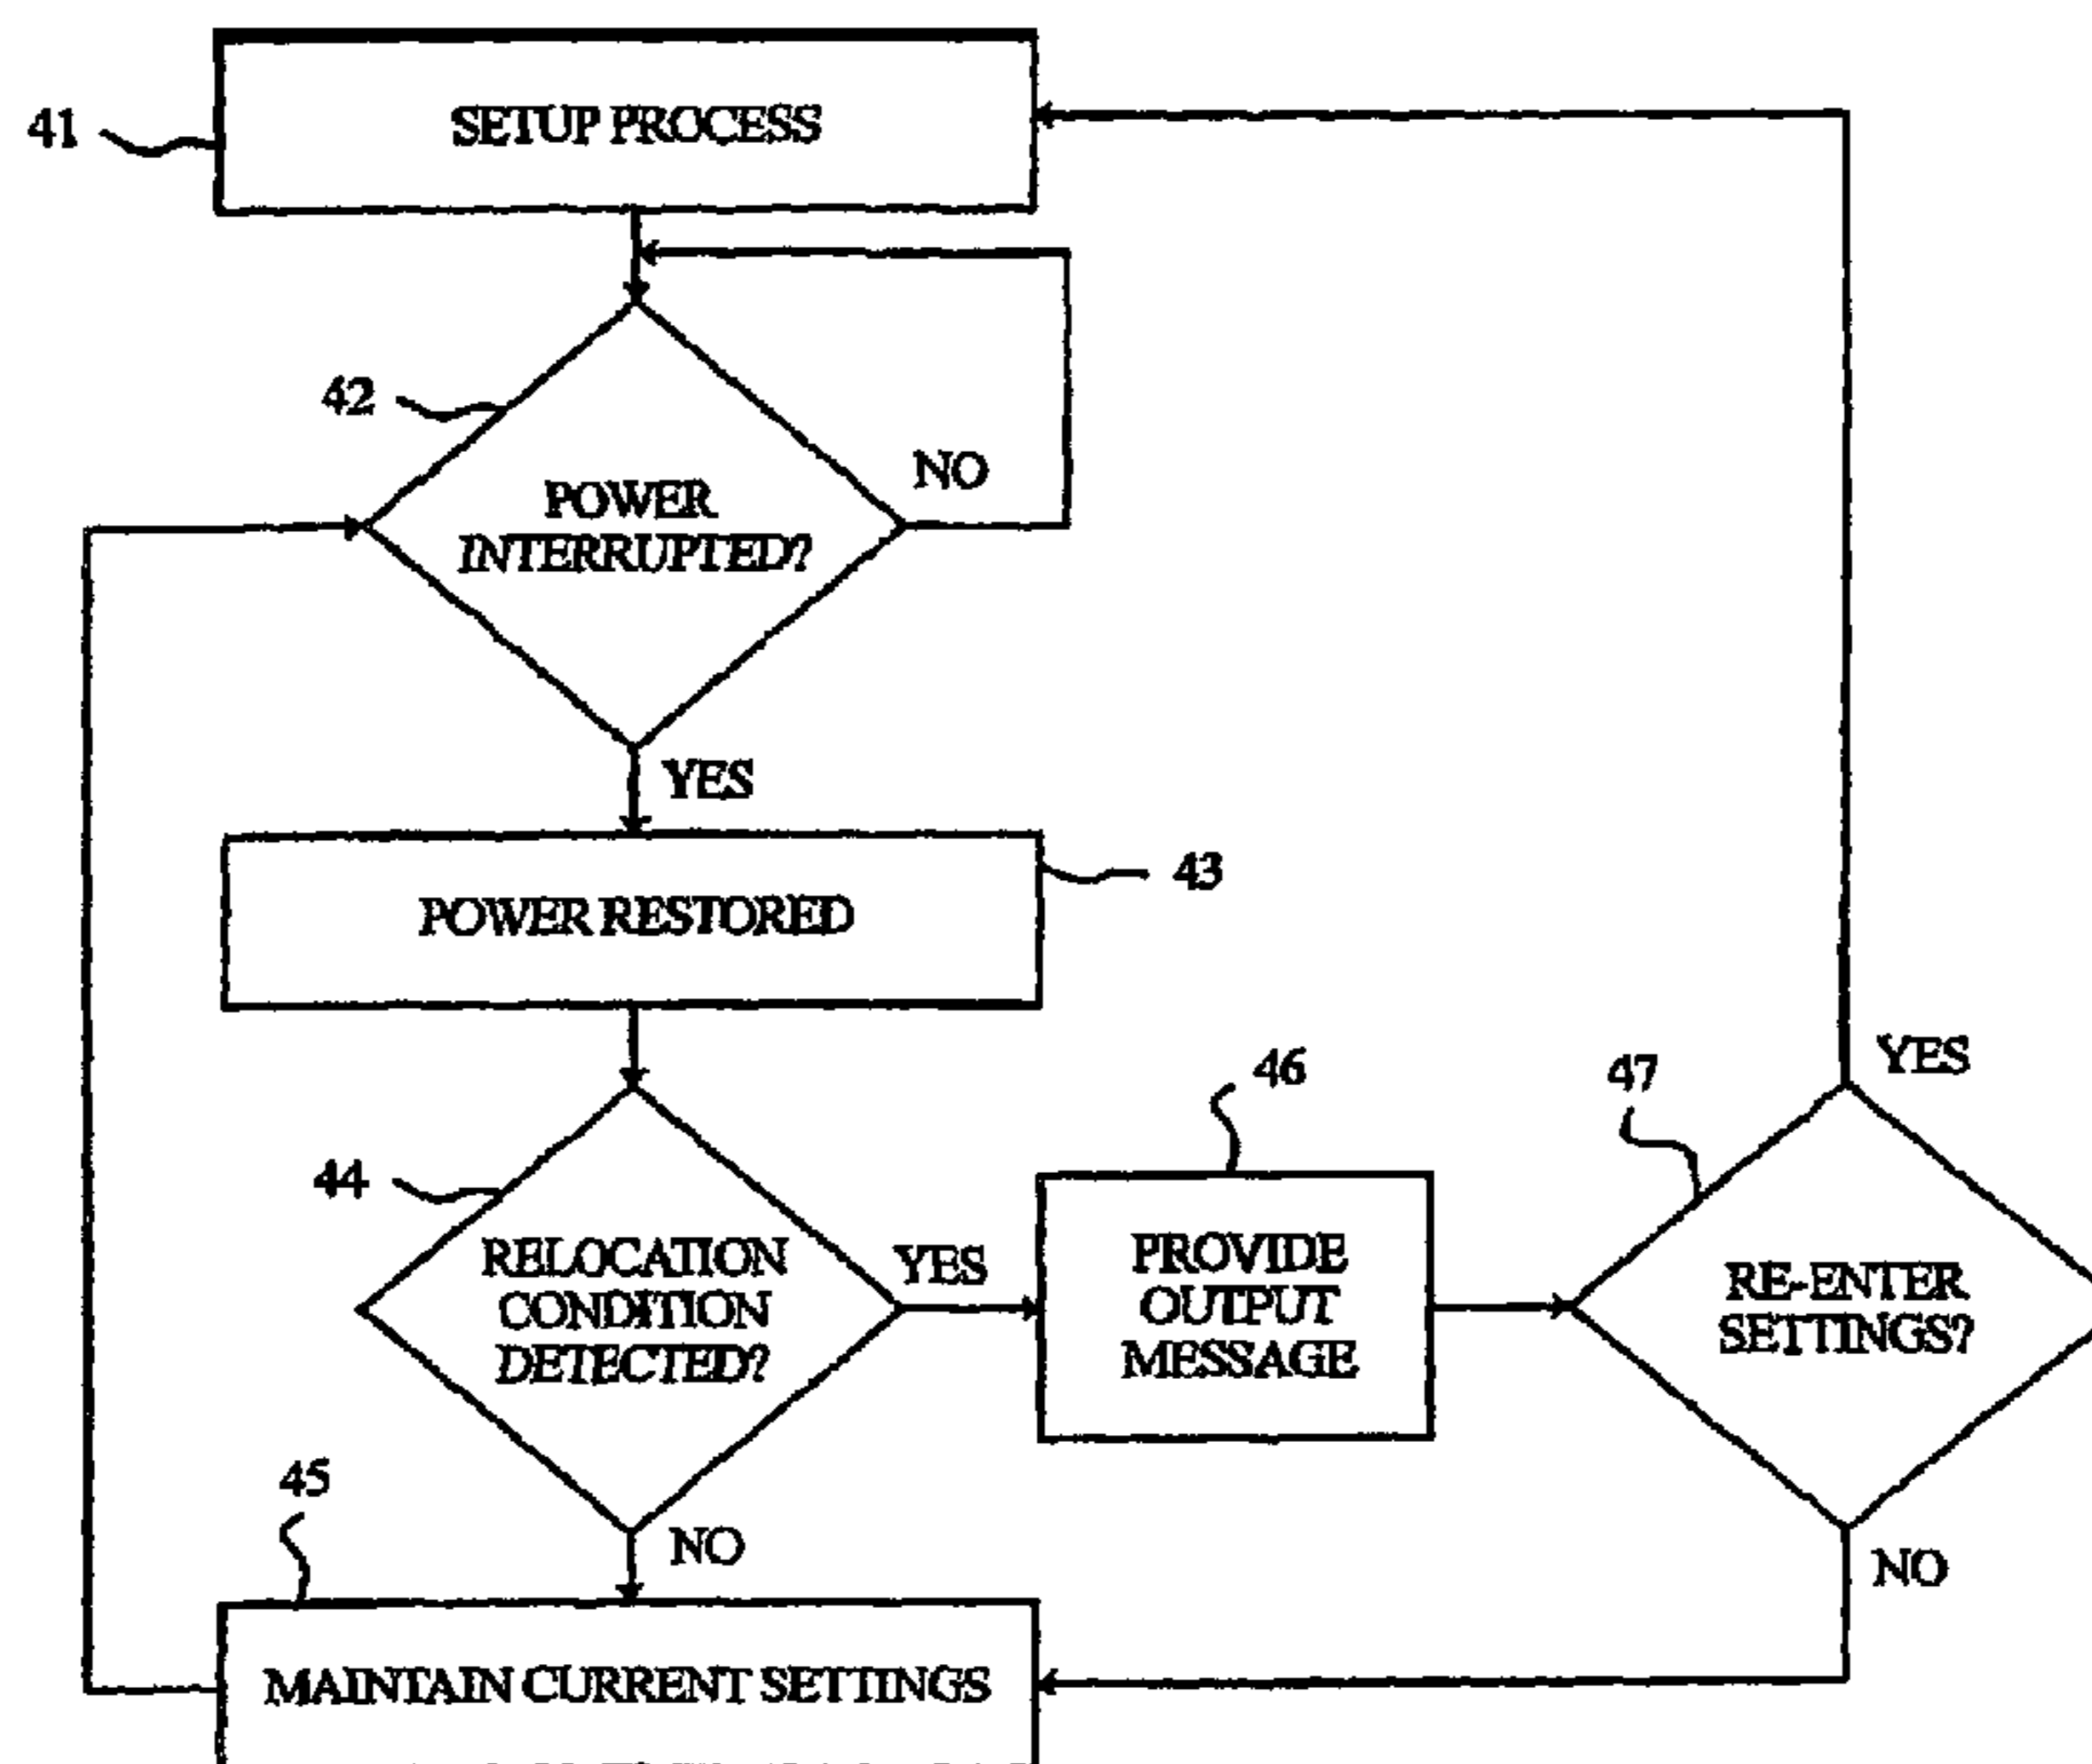 41
SETUP PROCESS
42
NO
POWER
INTERRUPTED?
YES
43
POWER RESTORED
46
47
YES
44
RELOCATION
CONDITION
DETECTED?
YES
PROVIDE
OUTPUT
MESSAGE
RE-ENTER
SETTINGS?
45
NO
NO
MAINTAIN CURRENT SETTINGS